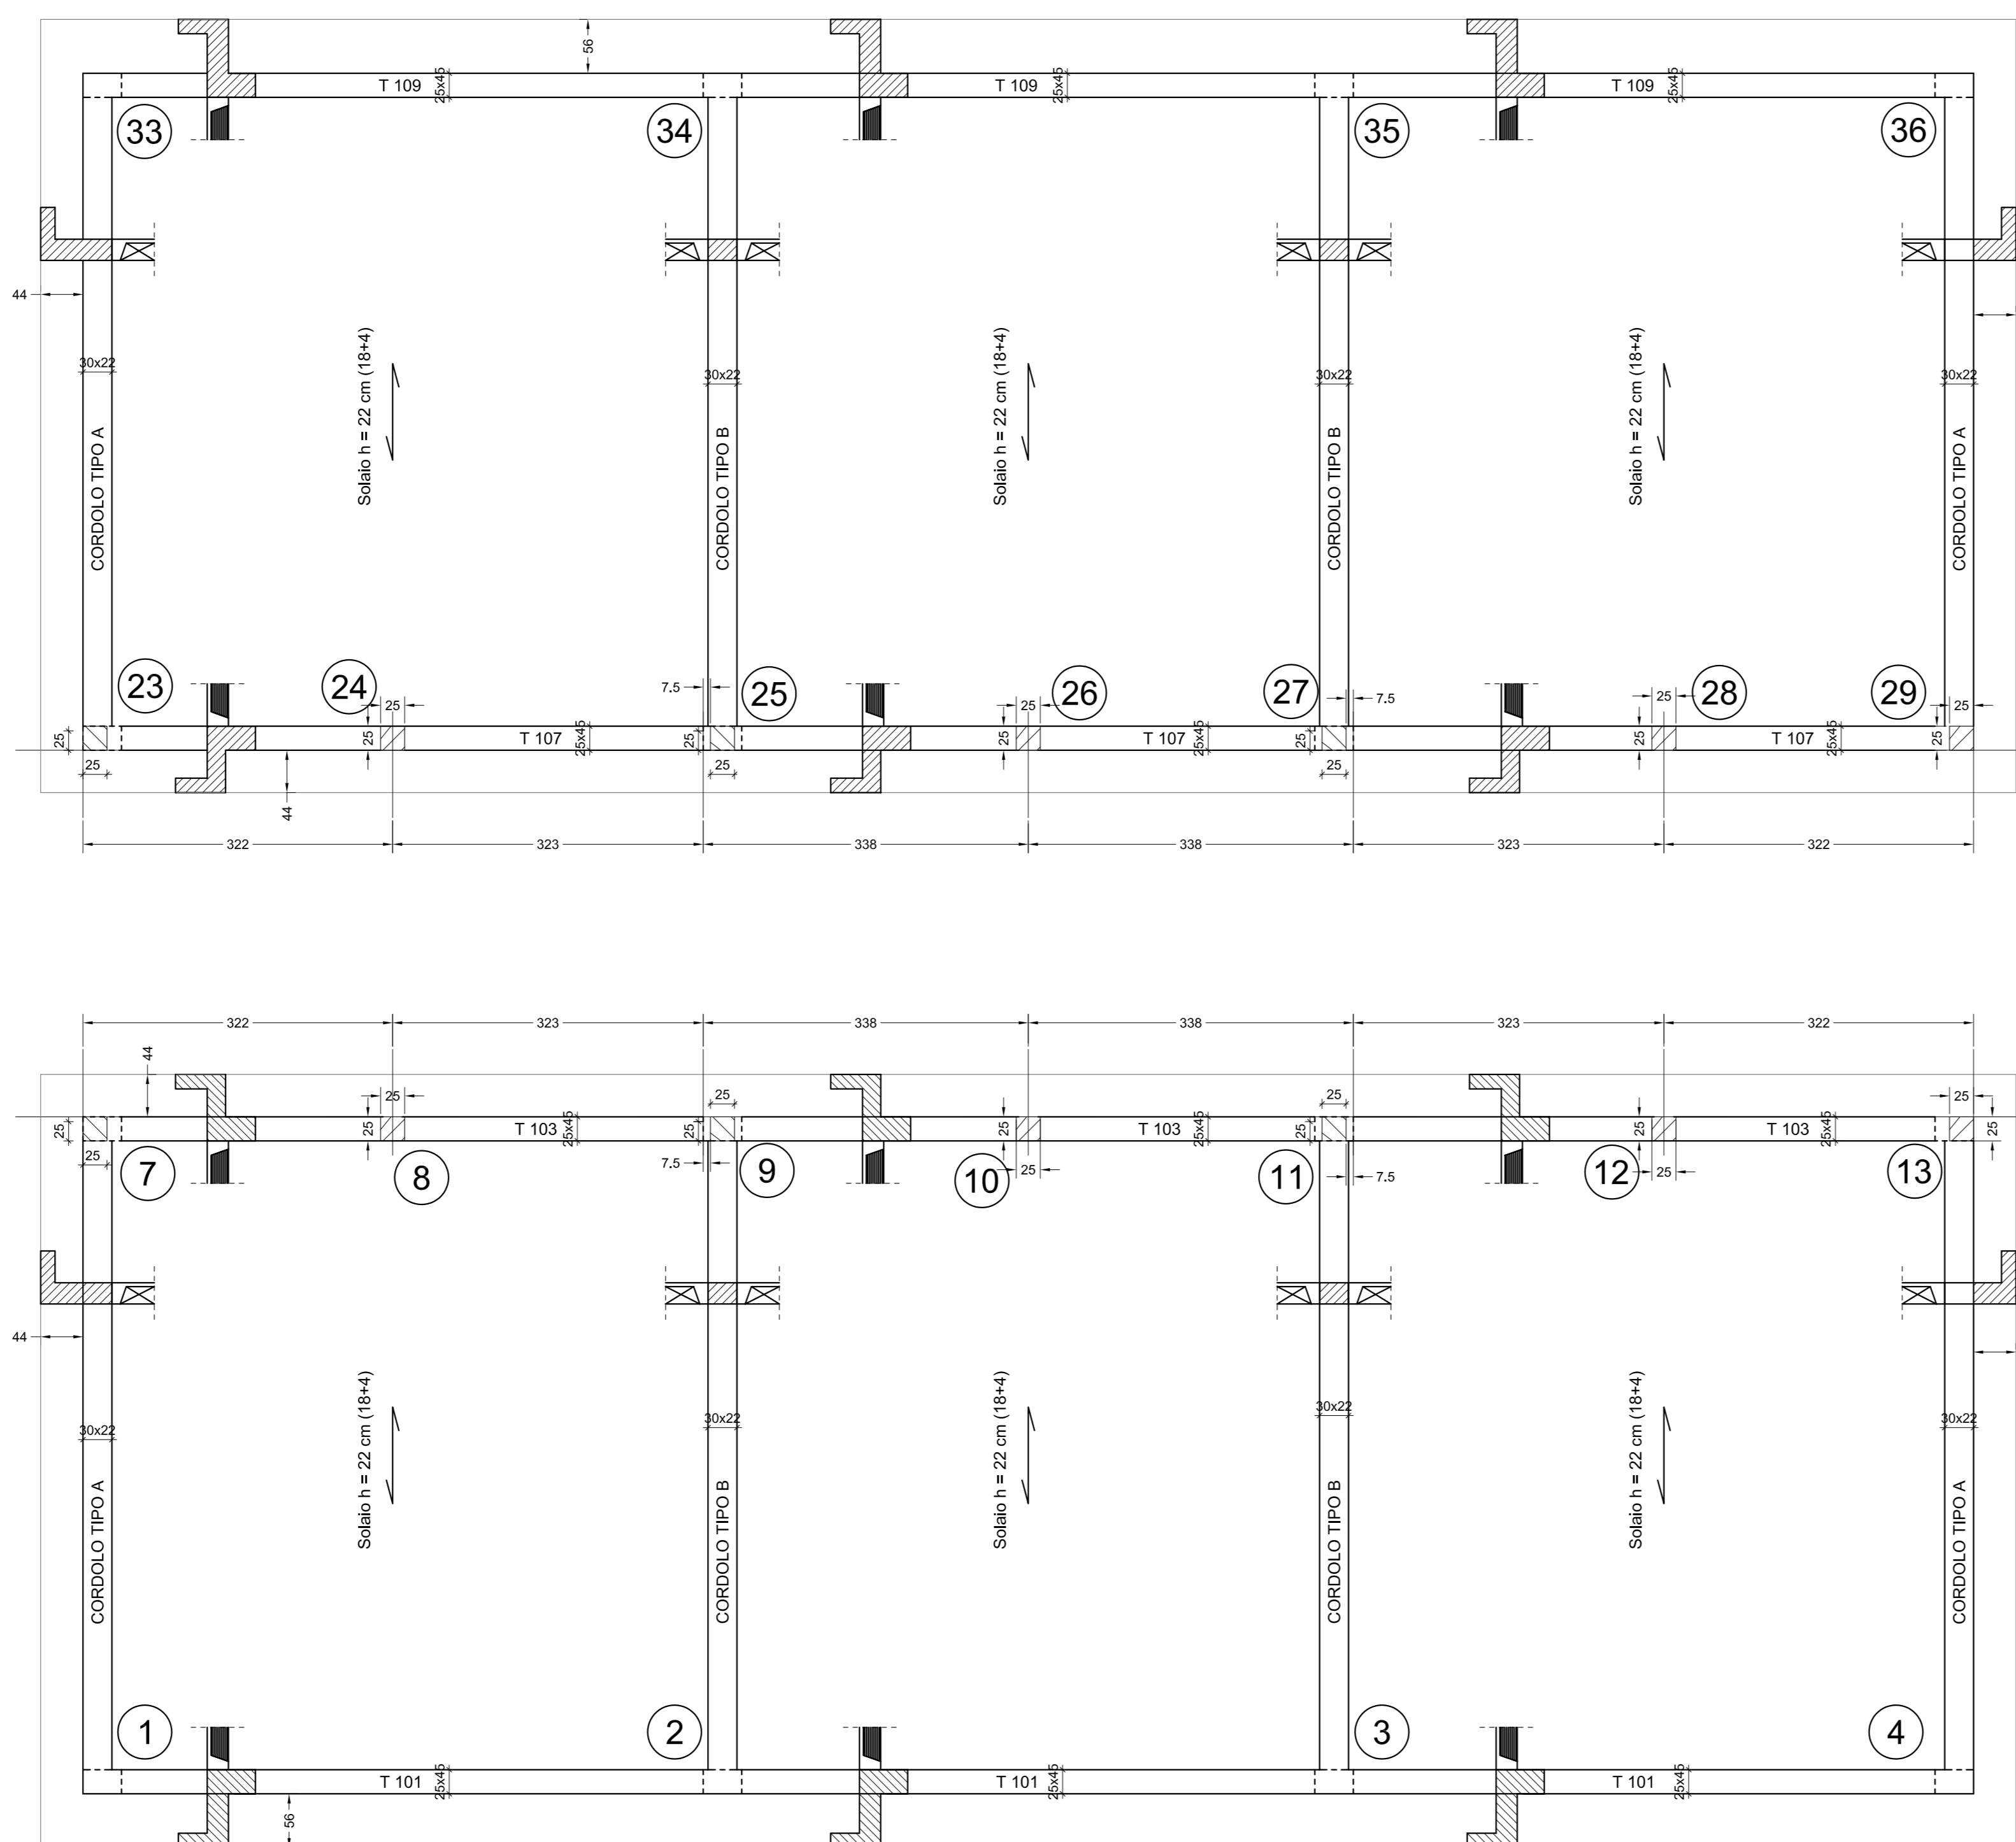 56
T 109
25x45
T 109
25x45
T 109
25x45
33
34
35
36
44
30x22
30x22
30x22
30x22
Solaio h = 22 cm (18+4)
Solaio h = 22 cm (18+4)
Solaio h = 22 cm (18+4)
CORDOLO TIPO A
CORDOLO TIPO B
CORDOLO TIPO B
CORDOLO TIPO A
23
24
7.5
25
26
27
7.5
28
29
25
25
25
25
25
25
T 107
25x45
25
25
T 107
25x45
25
25
T 107
25x45
25
25
25
25
44
322
323
338
338
323
322
322
323
338
338
323
322
44
25
25
25
25
25
25
T 103
25x45
25
25
T 103
25x45
25
25
T 103
25x45
25
25
7
8
7.5
9
10
25
11
7.5
12
25
13
44
30x22
30x22
30x22
30x22
Solaio h = 22 cm (18+4)
Solaio h = 22 cm (18+4)
Solaio h = 22 cm (18+4)
CORDOLO TIPO A
CORDOLO TIPO B
CORDOLO TIPO B
CORDOLO TIPO A
1
2
3
4
T 101
25x45
T 101
25x45
T 101
25x45
56